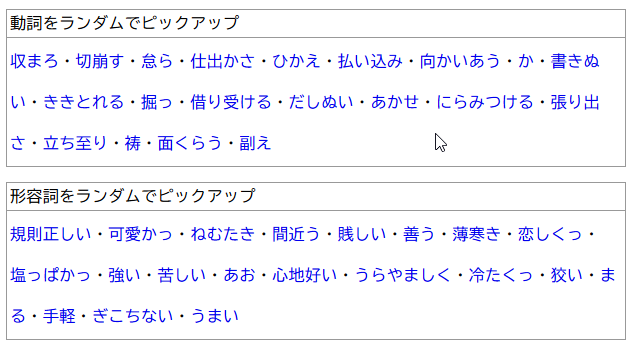 動詞をランダムでピックアップ
収まろ・切崩す・怠ら・仕出かさ・ひかえ・払い込み・向かいあう・か・書きぬ
い・ききとれる・掘っ・借り受ける・だしぬい・あかせ・にらみつける・張り出
さ・立ち至り・祷・面くらう・副え
形容詞をランダムでピックアップ
規則正しい・可愛かっ・ねむたき・間近う・賎しい・善う・薄寒き・恋しくっ・
塩っぱかっ・強い・苦しい・あお・心地好い・うらやましく・冷たくっ・狡い・ま
る・手軽・ぎこちない・うまい